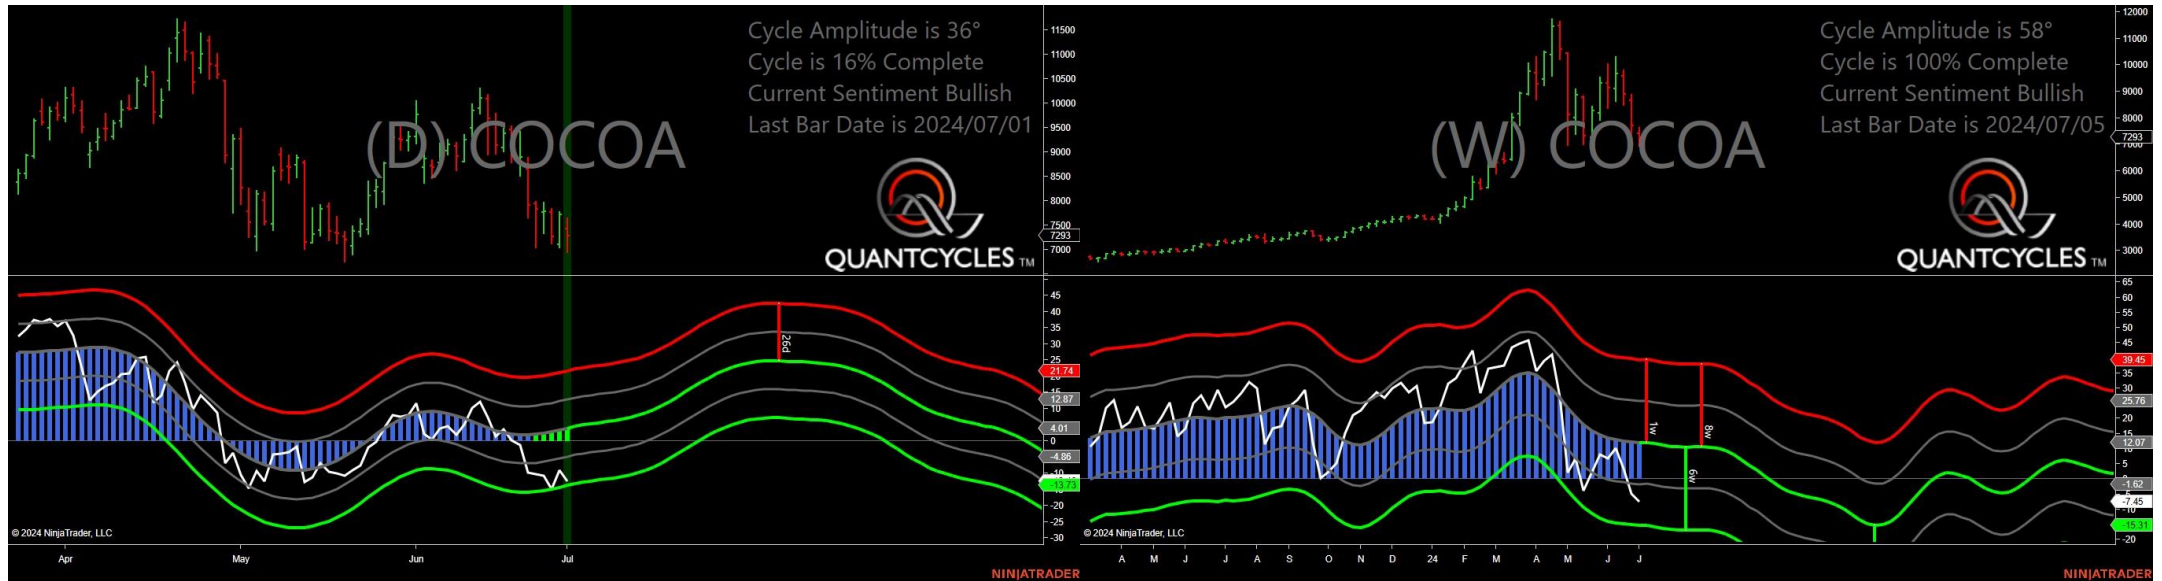 Cycle Amplitude is 36°
Cycle is 16% Complete
Current Sentiment Bullish
Last Bar Date is 2024/07/01
(D) COCOA
QUANTCYCLES TM
11500
11000
10500
10000
9500
9000
8500
8000
7500
7293
7000
45
40
35
30
25
21.74
15
12.87
10
4.01
0
-4.86
-10
-13.73
-20
-25
-30
26d
© 2024 NinjaTrader, LLC
Apr May Jun Jul
NINJATRADER
Cycle Amplitude is 58°
Cycle is 100% Complete
Current Sentiment Bullish
Last Bar Date is 2024/07/05
(W) COCOA
QUANTCYCLES TM
12000
11000
10000
9000
8000
7293
7000
6000
5000
4000
3000
65
60
55
50
45
39.45
35
30
25.76
20
15
12.07
5
-1.62
-7.45
-10
-15.31
-20
1w
8w
6w
© 2024 NinjaTrader, LLC
A M J J A S O N D 24 F M A M J J
NINJATRADER